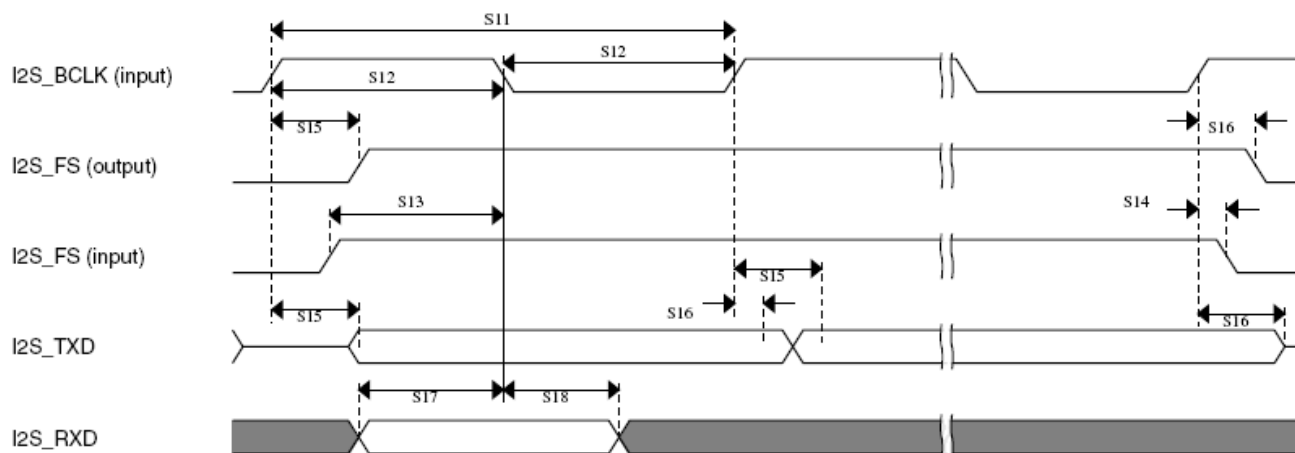 S11
I2S_BCLK (input)
S12
S12
S15
S16
I2S_FS (output)
S13
S14
I2S_FS (input)
S15
S15
S16
S16
I2S_TXD
S17
S18
I2S_RXD